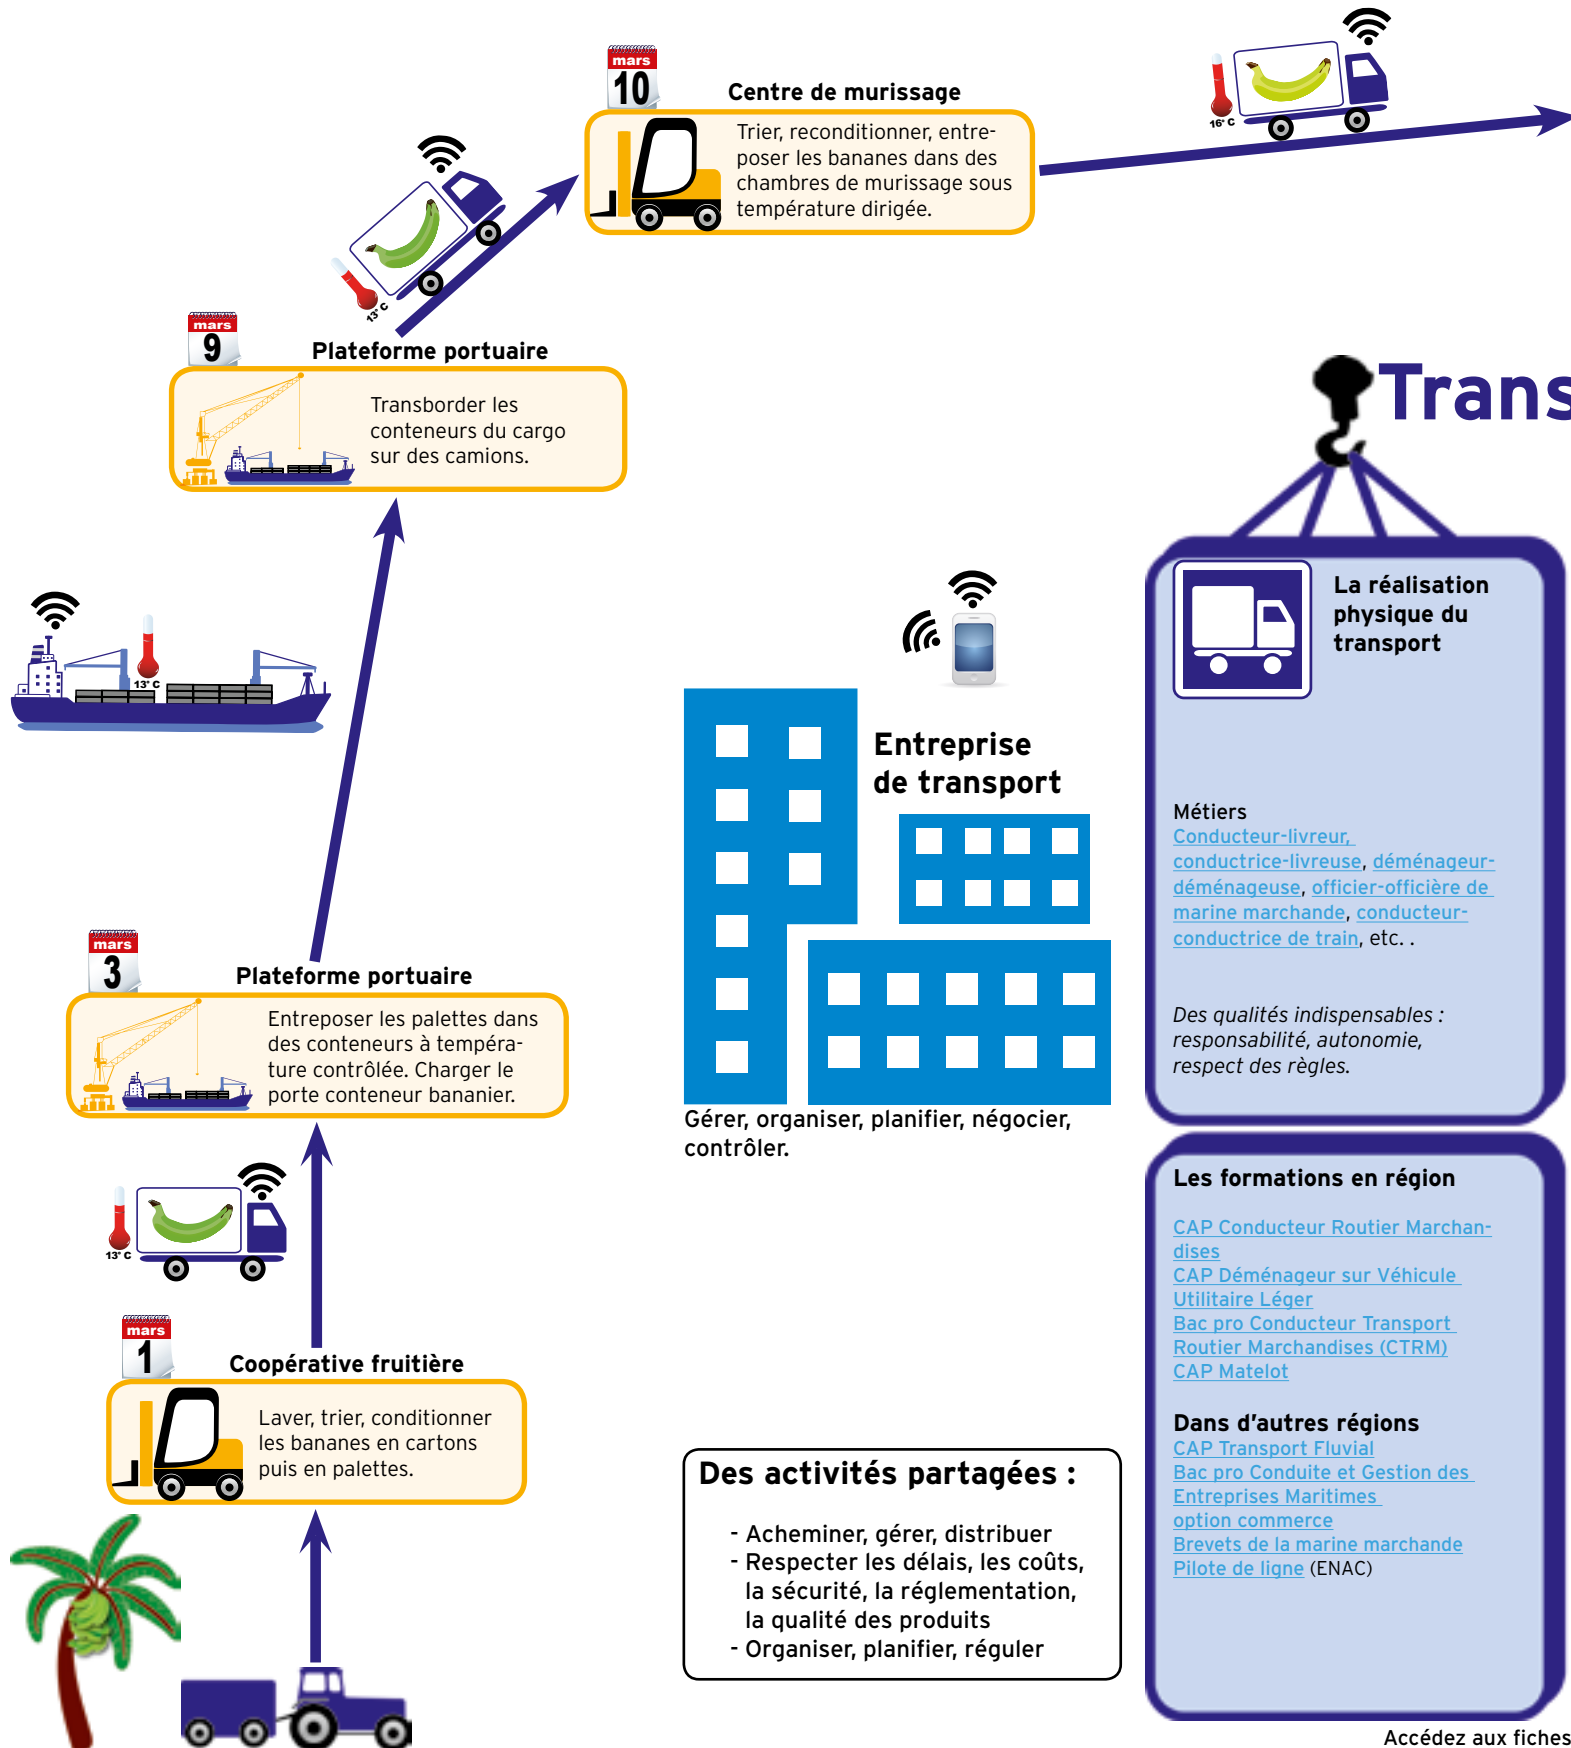 mars
10
Centre de murissage
Trier, reconditionner, entre-
poser les bananes dans des
chambres de murissage sous
température dirigée.
16° C
13° C
mars
9
Plateforme portuaire
Transborder les
conteneurs du cargo
sur des camions.
13° C
mars
3
Plateforme portuaire
Entreposer les palettes dans
des conteneurs à tempéra-
ture contrôlée. Charger le
porte conteneur bananier.
13° C
mars
1
Coopérative fruitière
Laver, trier, conditionner
les bananes en cartons
puis en palettes.
Entreprise
de transport
Gérer, organiser, planifier, négocier,
contrôler.
Des activités partagées :
- Acheminer, gérer, distribuer
- Respecter les délais, les coûts,
la sécurité, la réglementation,
la qualité des produits
- Organiser, planifier, réguler
Trans
La réalisation
physique du
transport
Métiers
Conducteur-livreur,
conductrice-livreuse, déménageur-
déménageuse, officier-officière de
marine marchande, conducteur-
conductrice de train, etc. .
Des qualités indispensables :
responsabilité, autonomie,
respect des règles.
Les formations en région
CAP Conducteur Routier Marchan-
dises
CAP Déménageur sur Véhicule
Utilitaire Léger
Bac pro Conducteur Transport
Routier Marchandises (CTRM)
CAP Matelot
Dans d'autres régions
CAP Transport Fluvial
Bac pro Conduite et Gestion des
Entreprises Maritimes
option commerce
Brevets de la marine marchande
Pilote de ligne (ENAC)
Accédez aux fiches